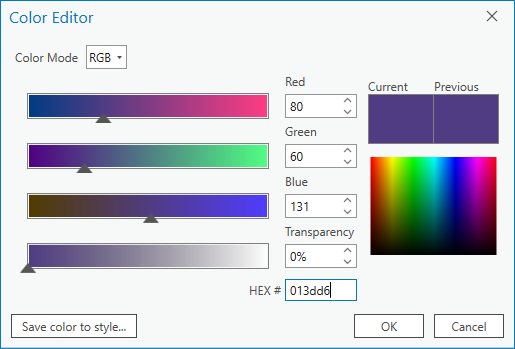 Color Editor
Color Mode RGB
Red
80
Green
60
Blue
131
Transparency
0%
HEX # 013dd6
Current Previous
Save color to style...
OK
Cancel